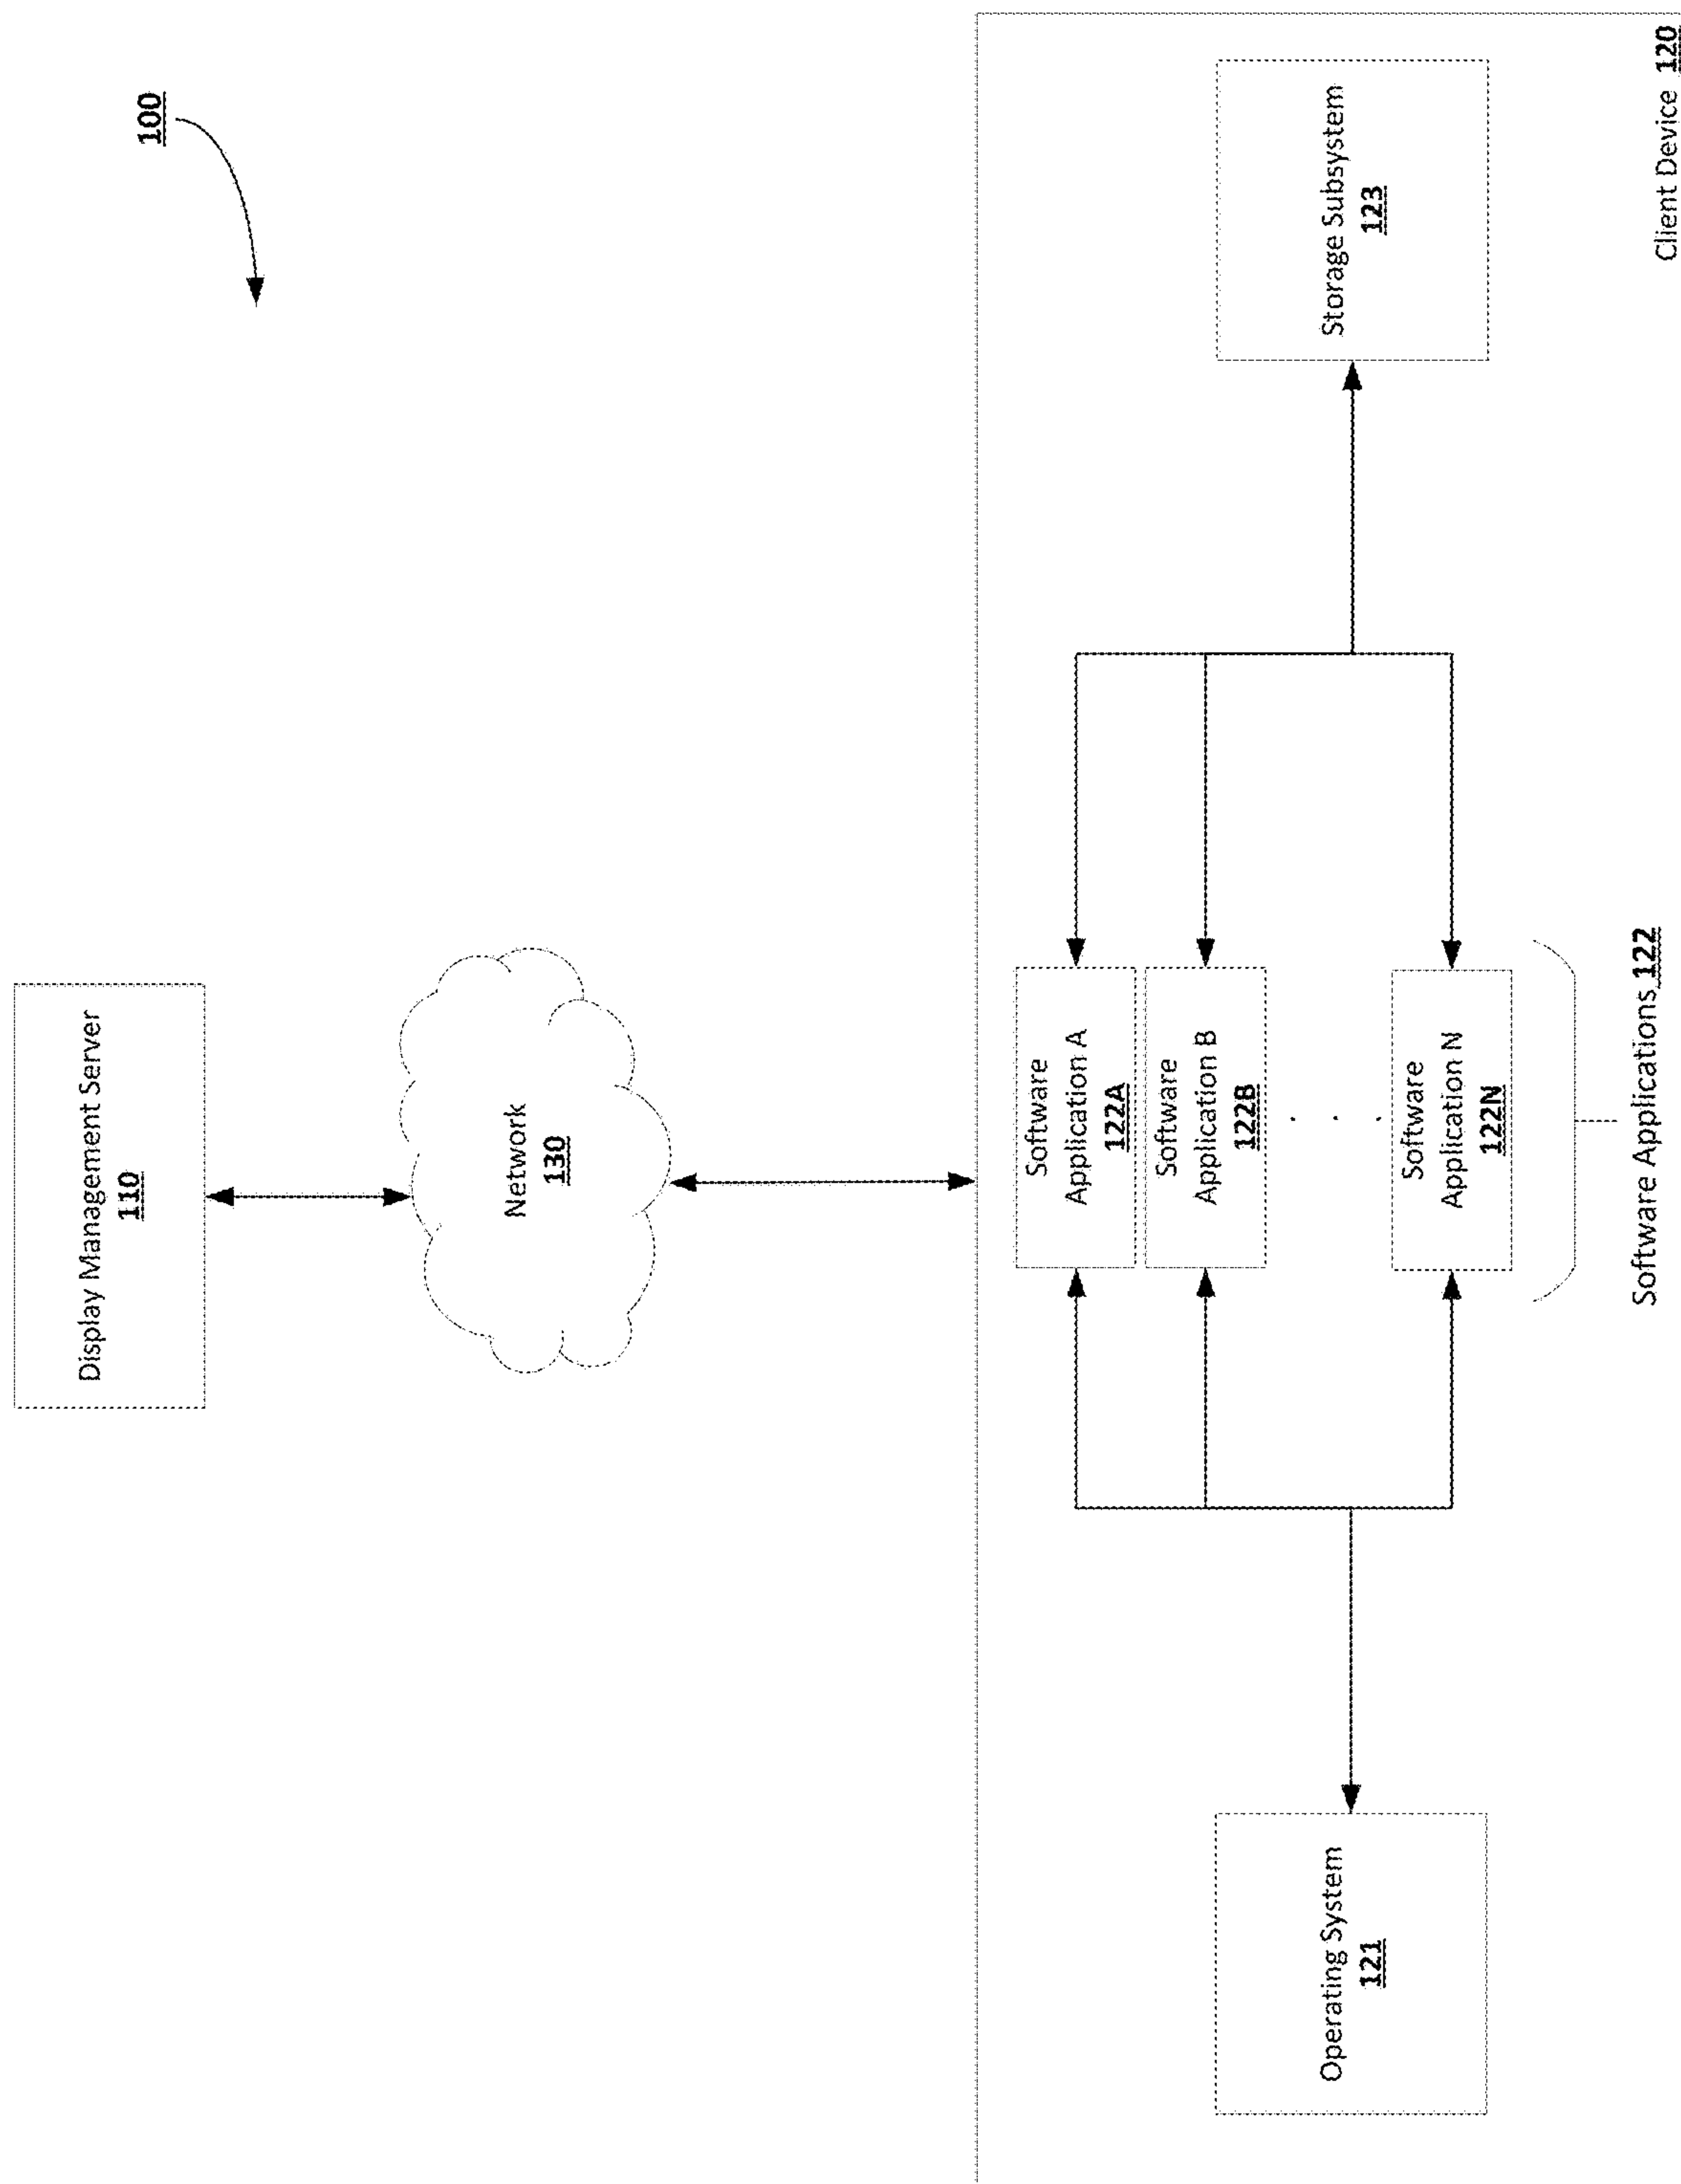 100
Display Management Server
110
Network
130
Software
Application A
122A
Software
Application B
122B
. . .
Software
Application N
122N
Operating System
121
Storage Subsystem
123
Software Applications 122
Client Device 120